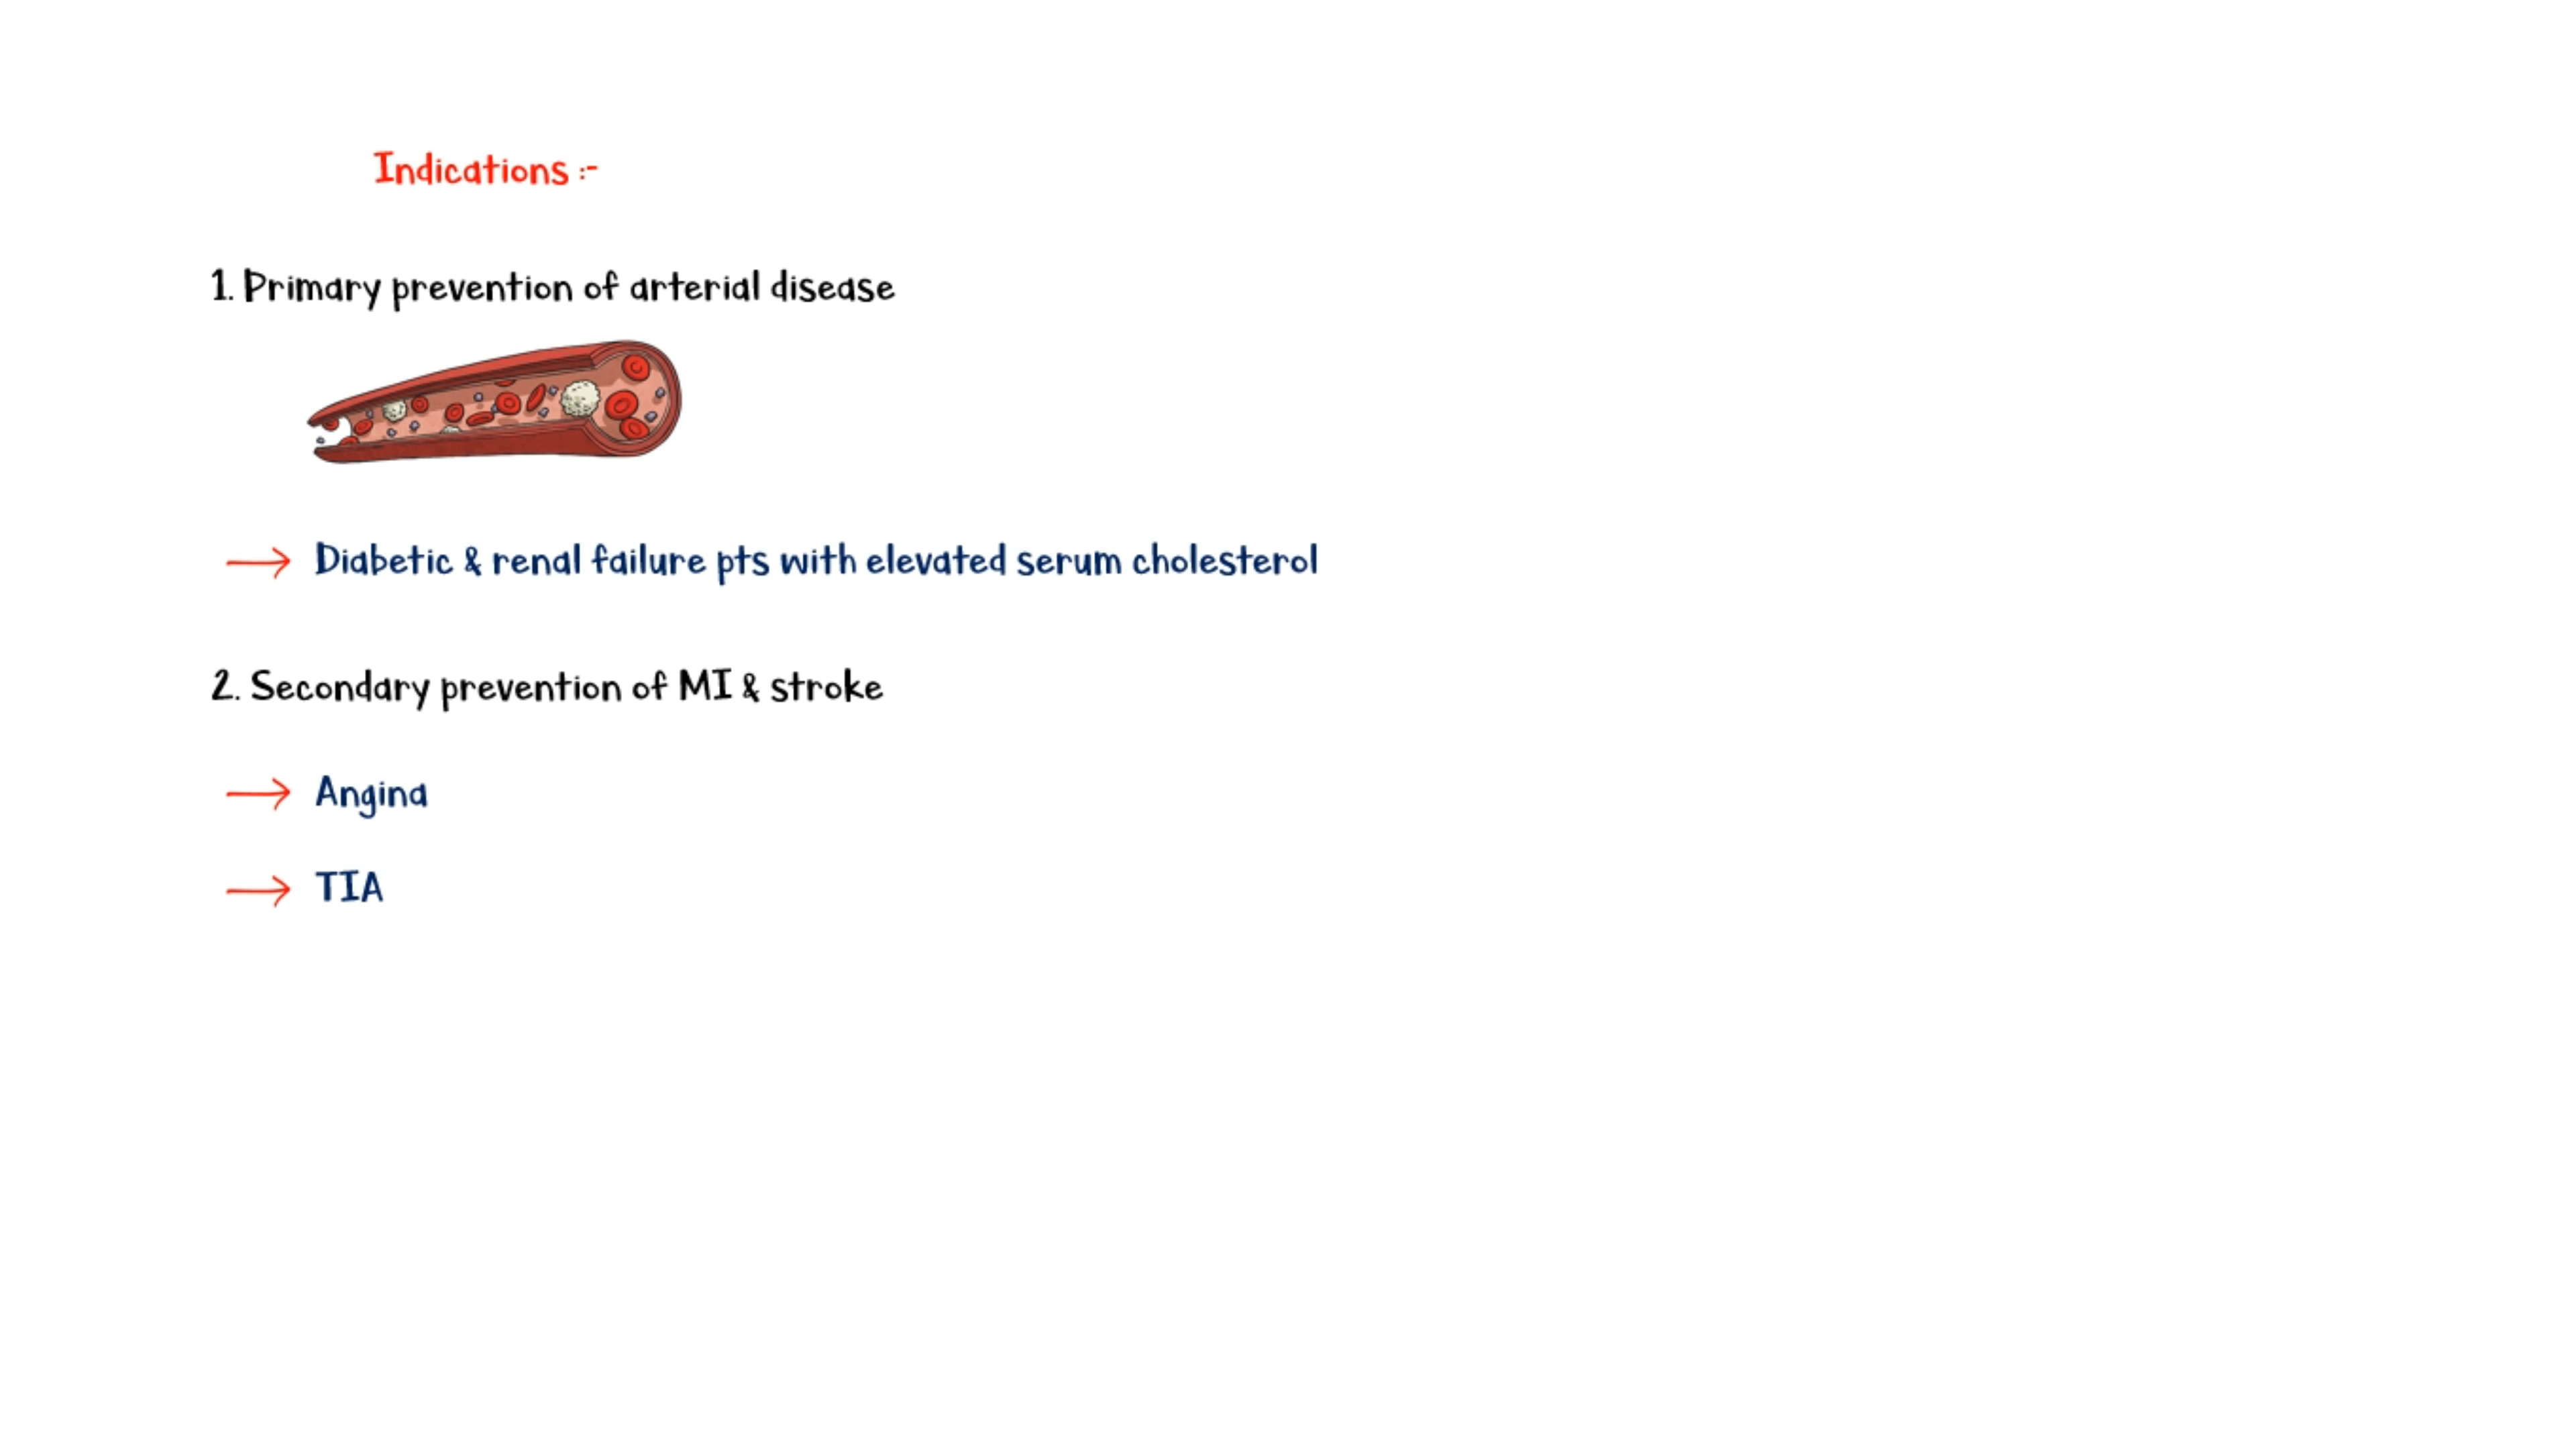 Indications :-
1. Primary prevention of arterial disease
→ Diabetic & renal failure pts with elevated serum cholesterol
2. Secondary prevention of MI & stroke
→ Angina
→ TIA